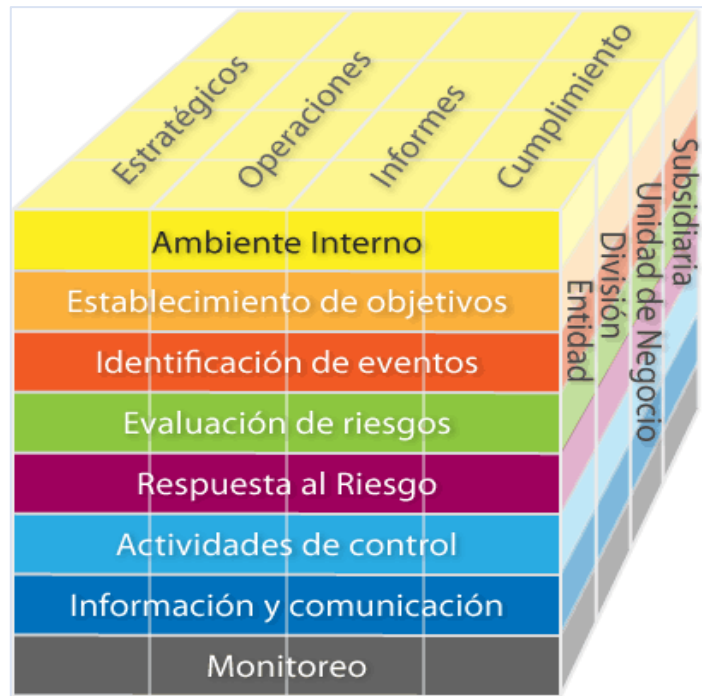 Estratégicos
Operaciones
Informes
Cumplimiento
Ambiente Interno
Establecimiento de objetivos
Identificación de eventos
Evaluación de riesgos
Respuesta al Riesgo
Actividades de control
Información y comunicación
Monitoreo
Entidad
División
Unidad de Negocio
Subsidiaria